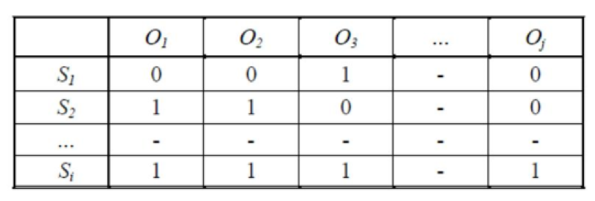 O1 O2 O3 ... Oj
S1 0 0 1 - 0
S2 1 1 0 - 0
... - - - - -
Si 1 1 1 - 1